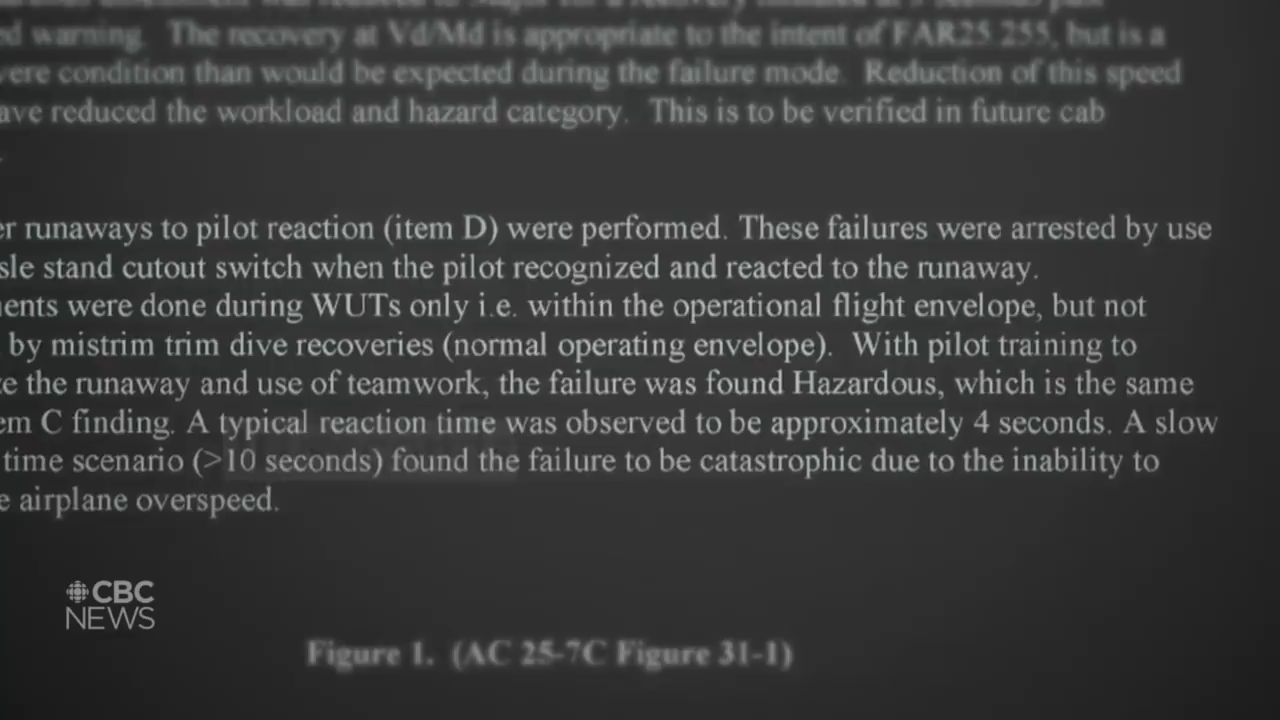 ed warning. The recovery at Vd/Md is appropriate to the intent of FAR25.255, but is a
vere condition than would be expected during the failure mode. Reduction of this speed
ave reduced the workload and hazard category. This is to be verified in future cab
er runaways to pilot reaction (item D) were performed. These failures were arrested by use
sle stand cutout switch when the pilot recognized and reacted to the runaway.
nents were done during WUTs only i.e. within the operational flight envelope, but not
by mistrim trim dive recoveries (normal operating envelope). With pilot training to
ze the runaway and use of teamwork, the failure was found Hazardous, which is the same
em C finding. A typical reaction time was observed to be approximately 4 seconds. A slow
time scenario (>10 seconds) found the failure to be catastrophic due to the inability to
e airplane overspeed.
CBC
NEWS
Figure 1. (AC 25-7C Figure 31-1)